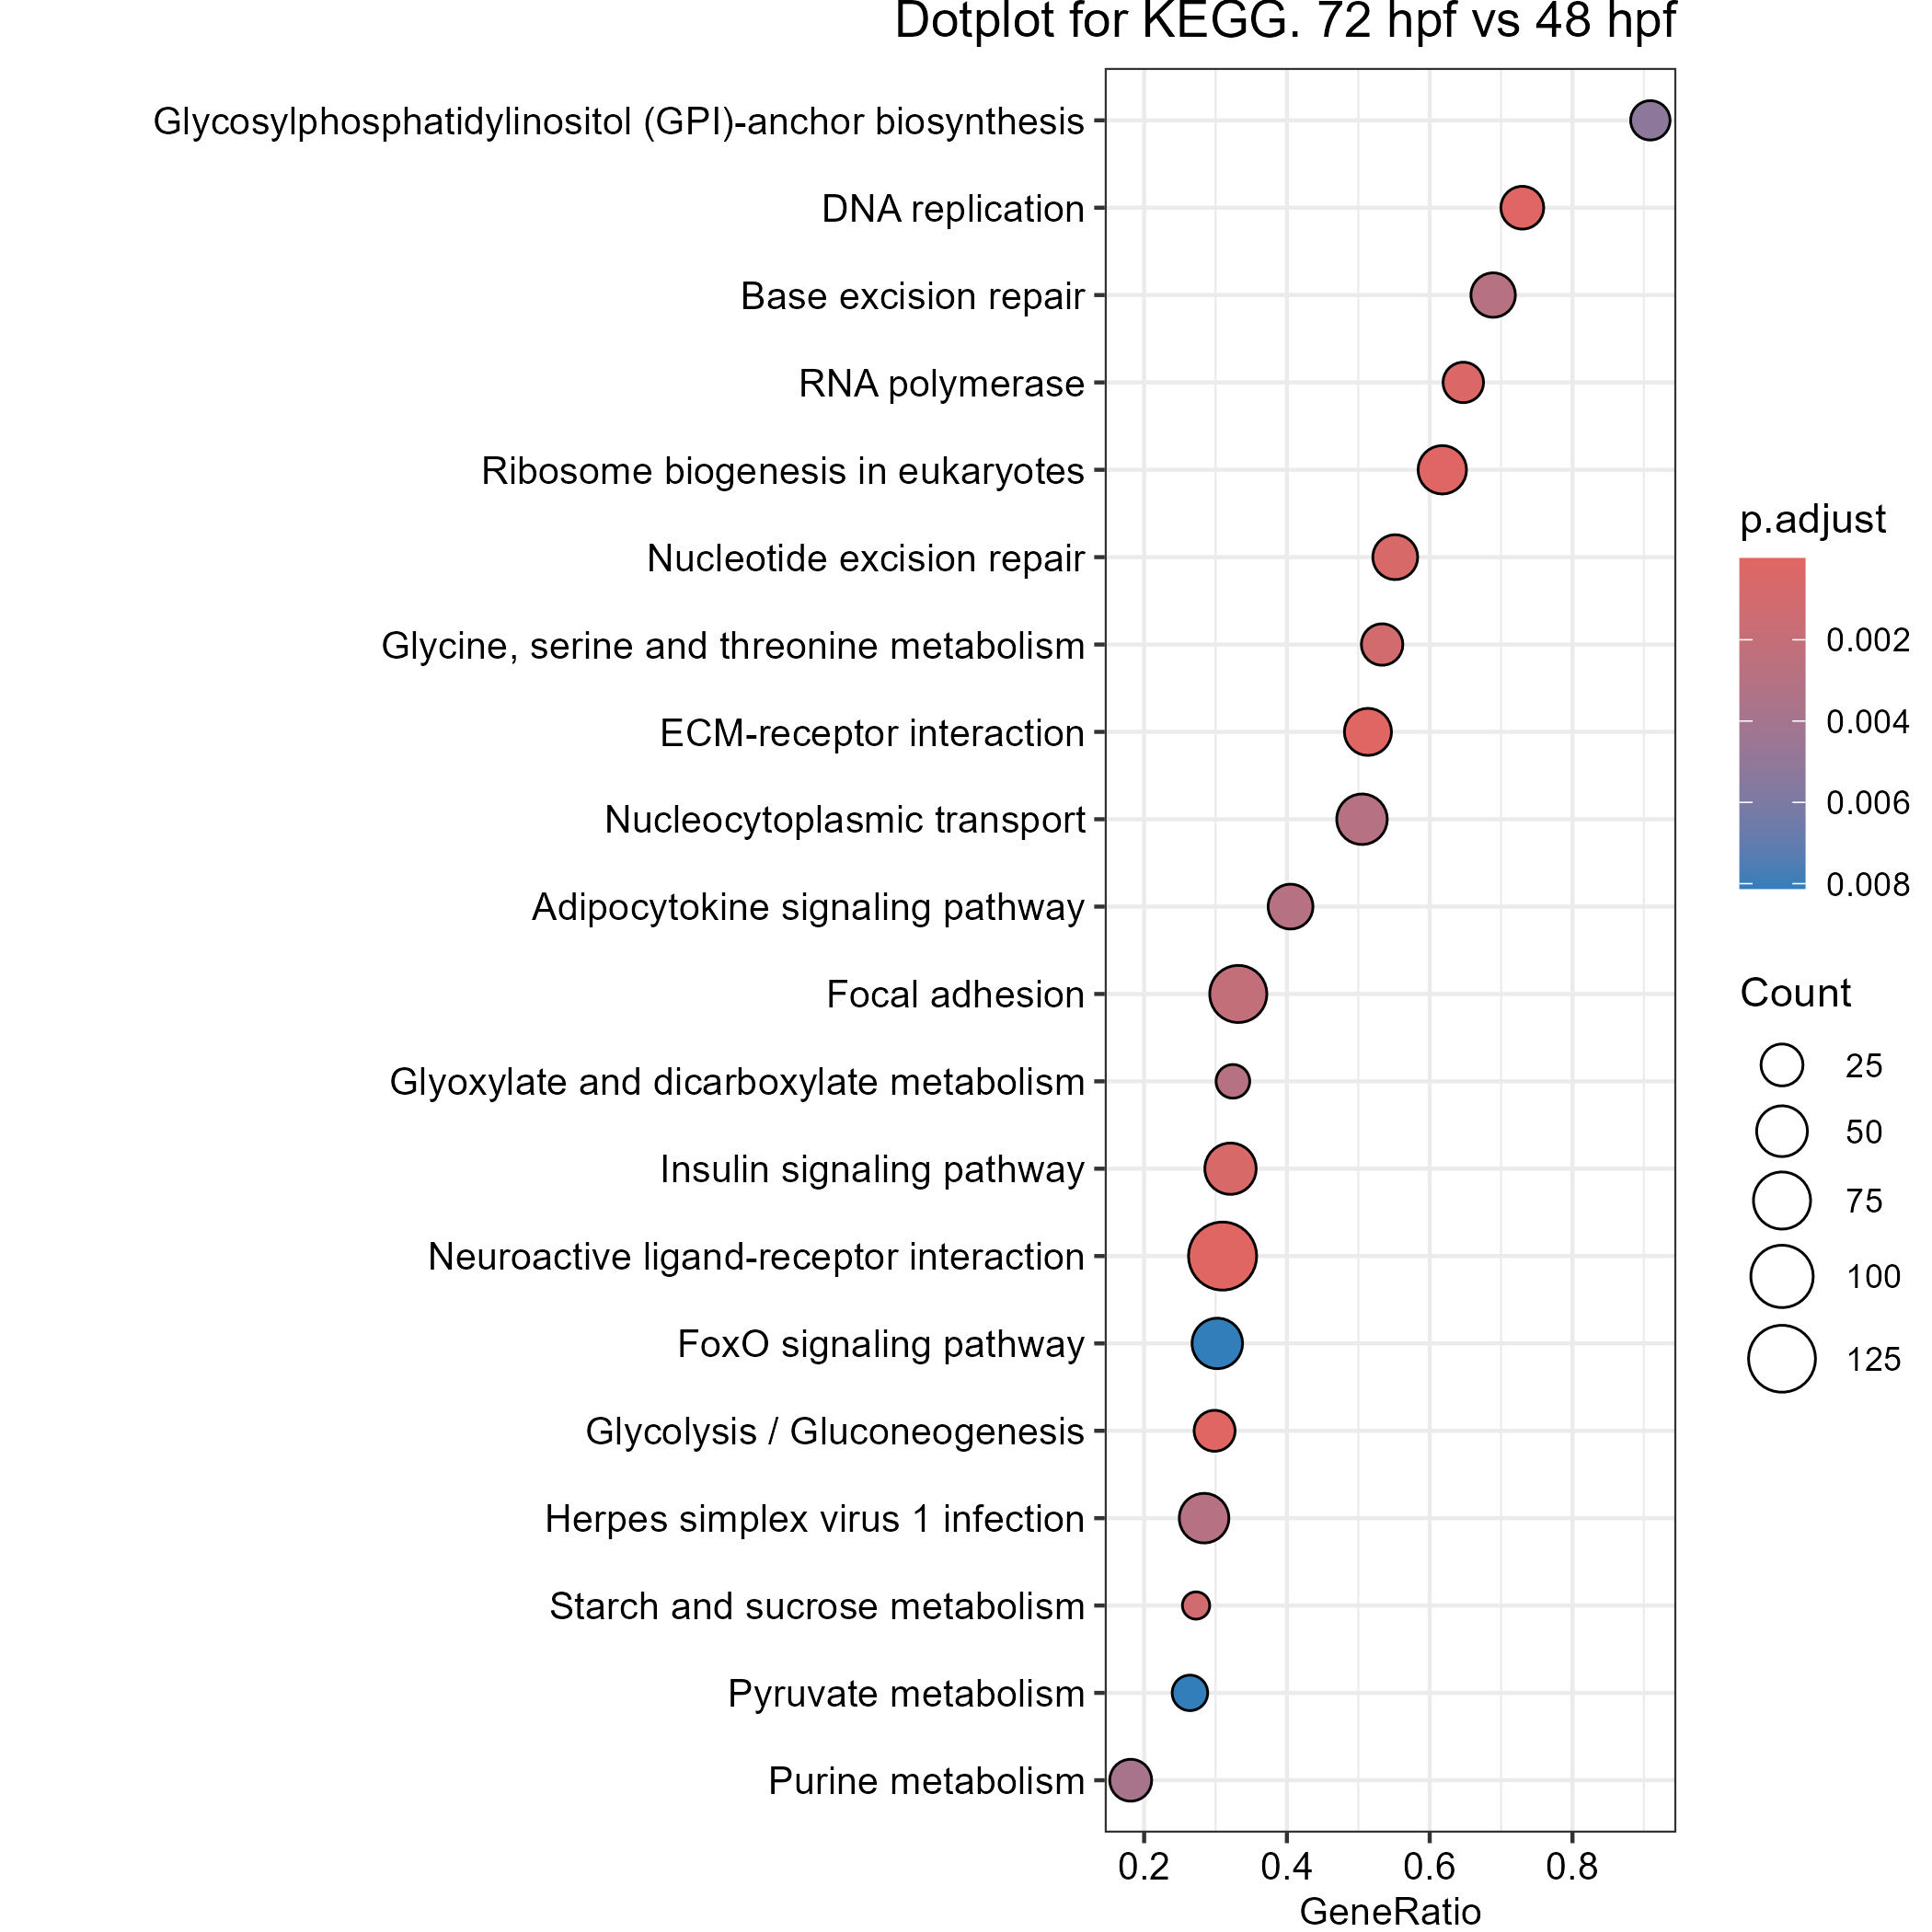 Dotplot for KEGG. 72 hpf vs 48 hpf
Glycosylphosphatidylinositol (GPI)-anchor biosynthesis
DNA replication
Base excision repair
RNA polymerase
Ribosome biogenesis in eukaryotes
Nucleotide excision repair
Glycine, serine and threonine metabolism
ECM-receptor interaction
Nucleocytoplasmic transport
Adipocytokine signaling pathway
Focal adhesion
Glyoxylate and dicarboxylate metabolism
Insulin signaling pathway
Neuroactive ligand-receptor interaction
FoxO signaling pathway
Glycolysis / Gluconeogenesis
Herpes simplex virus 1 infection
Starch and sucrose metabolism
Pyruvate metabolism
Purine metabolism
0.2 0.4 0.6 0.8
GeneRatio
p.adjust
0.002
0.004
0.006
0.008
Count
25
50
75
100
125